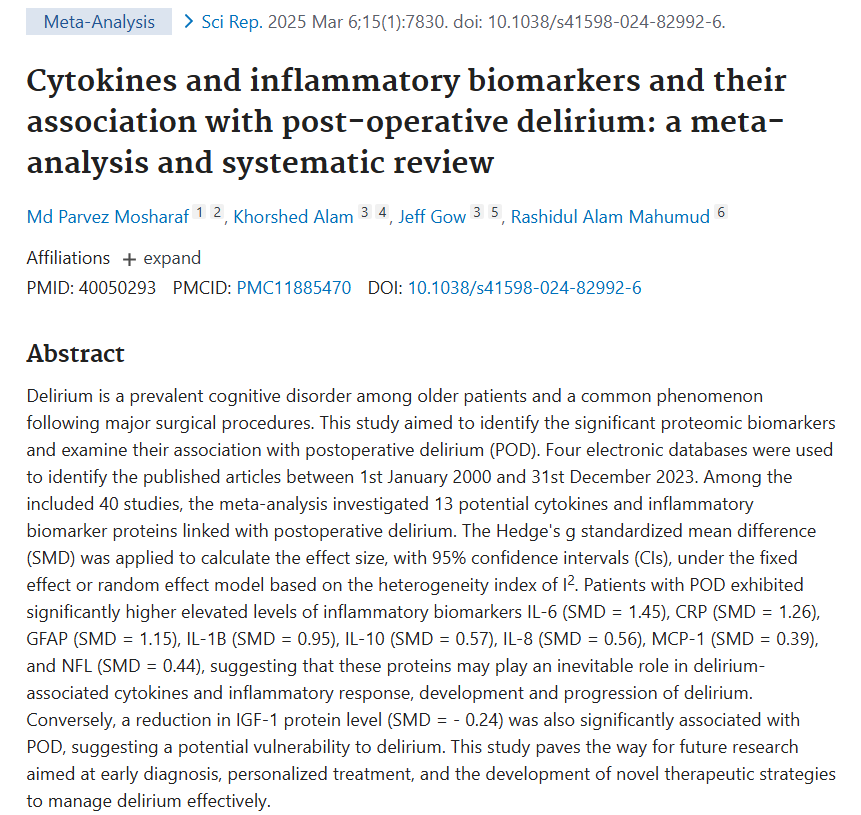 Meta-Analysis > Sci Rep. 2025 Mar 6;15(1):7830. doi: 10.1038/s41598-024-82992-6.
Cytokines and inflammatory biomarkers and their
association with post-operative delirium: a meta-
analysis and systematic review
Md Parvez Mosharaf 1 2, Khorshed Alam 3 4, Jeff Gow 3 5, Rashidul Alam Mahumud 6
Affiliations + expand
PMID: 40050293 PMCID: PMC11885470 DOI: 10.1038/s41598-024-82992-6
Abstract
Delirium is a prevalent cognitive disorder among older patients and a common phenomenon
following major surgical procedures. This study aimed to identify the significant proteomic biomarkers
and examine their association with postoperative delirium (POD). Four electronic databases were used
to identify the published articles between 1st January 2000 and 31st December 2023. Among the
included 40 studies, the meta-analysis investigated 13 potential cytokines and inflammatory
biomarker proteins linked with postoperative delirium. The Hedge's g standardized mean difference
(SMD) was applied to calculate the effect size, with 95% confidence intervals (CIs), under the fixed
effect or random effect model based on the heterogeneity index of I². Patients with POD exhibited
significantly higher elevated levels of inflammatory biomarkers IL-6 (SMD = 1.45), CRP (SMD = 1.26),
GFAP (SMD = 1.15), IL-1B (SMD = 0.95), IL-10 (SMD = 0.57), IL-8 (SMD = 0.56), MCP-1 (SMD = 0.39),
and NFL (SMD = 0.44), suggesting that these proteins may play an inevitable role in delirium-
associated cytokines and inflammatory response, development and progression of delirium.
Conversely, a reduction in IGF-1 protein level (SMD = - 0.24) was also significantly associated with
POD, suggesting a potential vulnerability to delirium. This study paves the way for future research
aimed at early diagnosis, personalized treatment, and the development of novel therapeutic strategies
to manage delirium effectively.